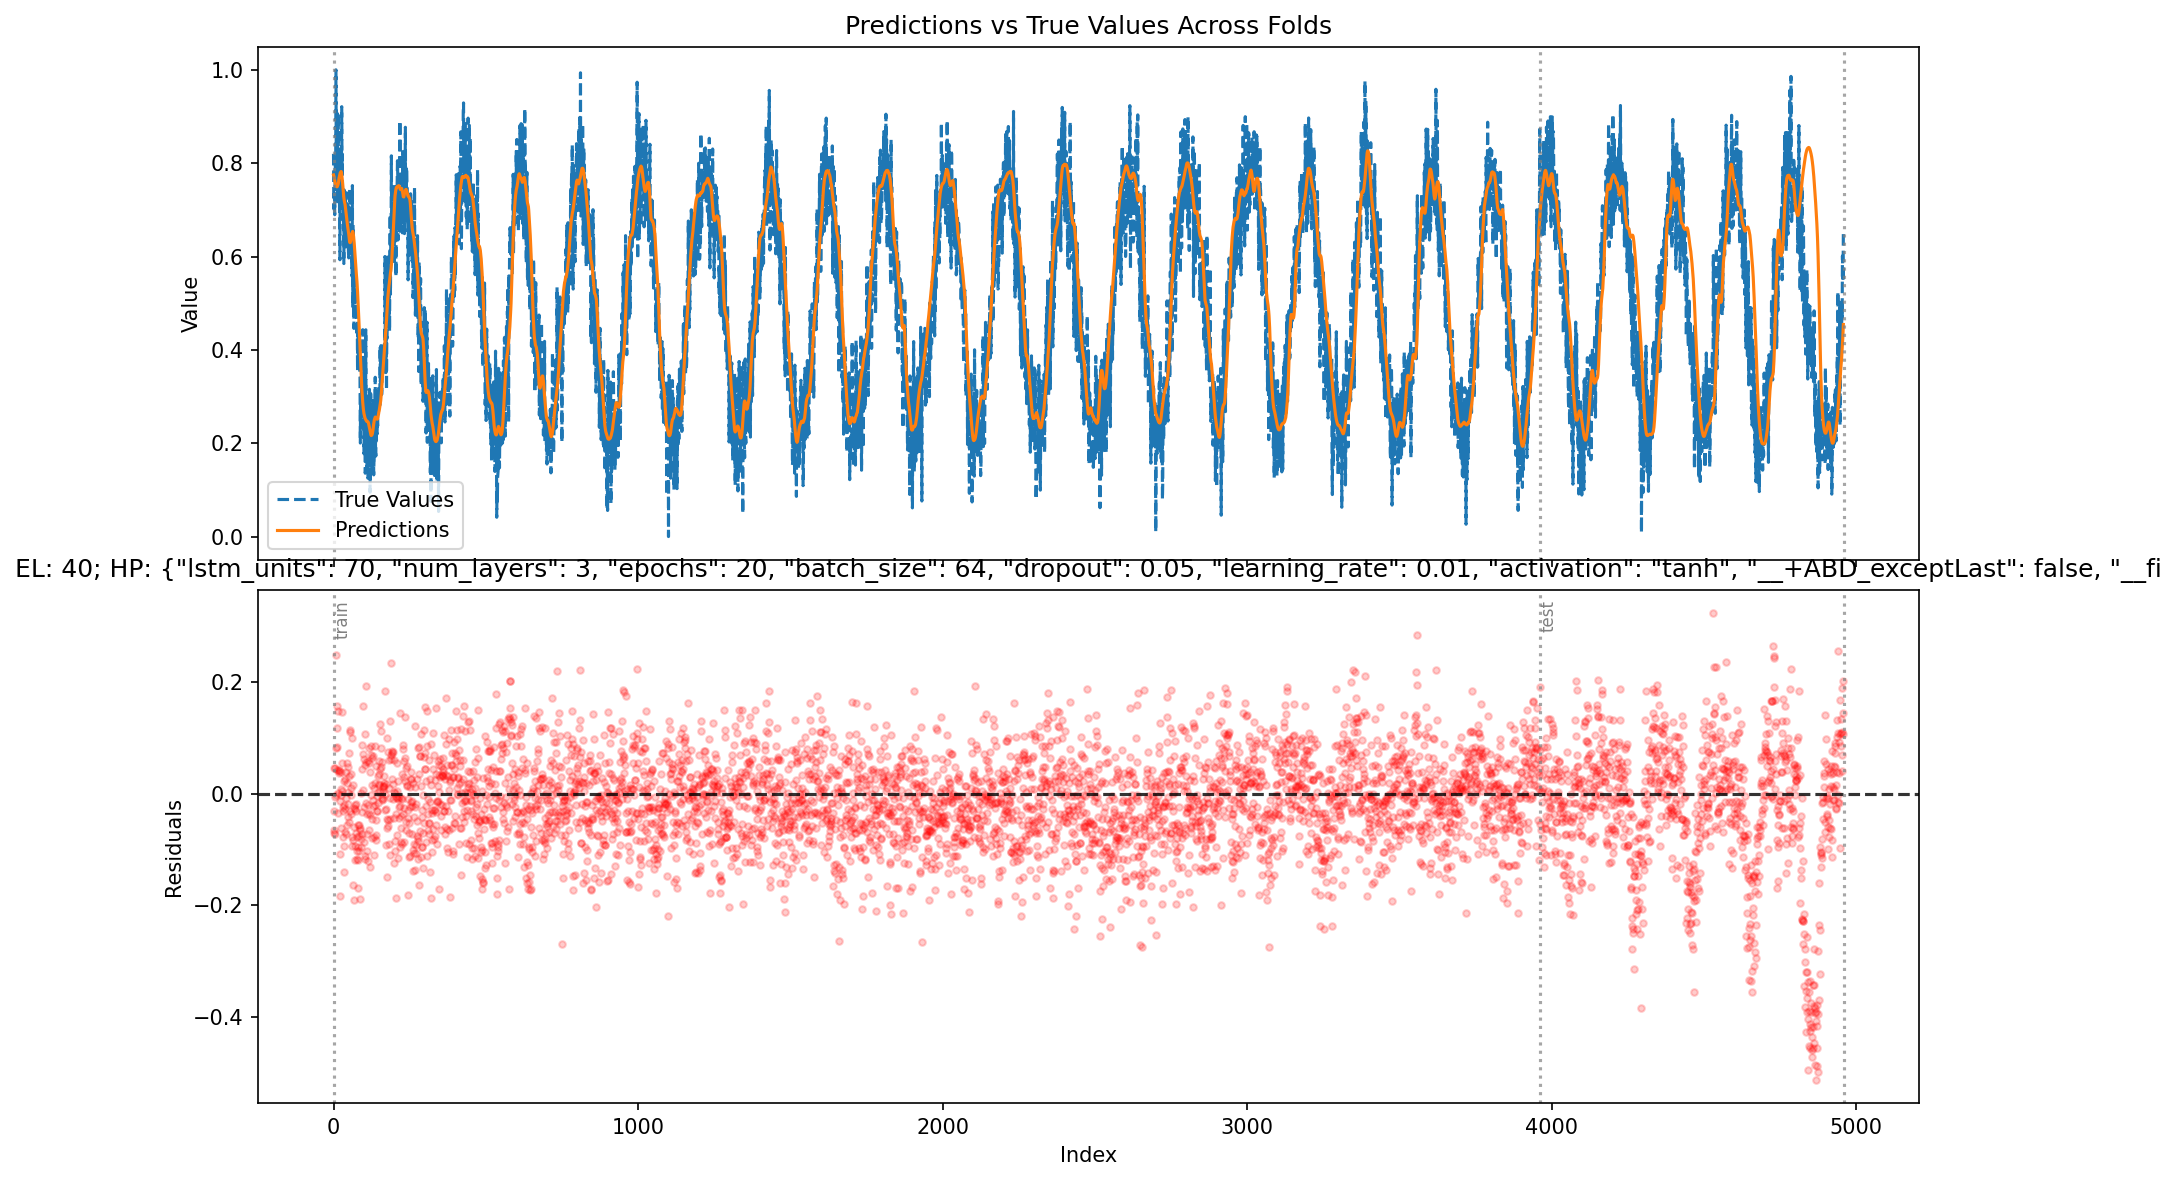 Predictions vs True Values Across Folds
1.0
0.8
0.6
0.4
0.2
0.0
Value
True Values
Predictions
EL: 40; HP: {"lstm_units": 70, "num_layers": 3, "epochs": 20, "batch_size": 64, "dropout": 0.05, "learning_rate": 0.01, "activation": "tanh", "__+ABD_exceptLast": false, "__fi
train
test
0.2
0.0
−0.2
−0.4
Residuals
0
1000
2000
3000
4000
5000
Index